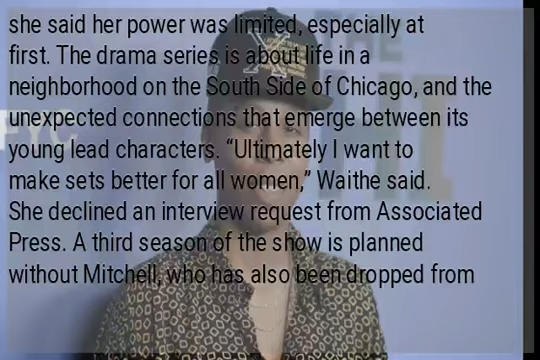 she said her power was limited, especially at
first. The drama series is about life in a
neighborhood on the South Side of Chicago, and the
unexpected connections that emerge between its
young lead characters. “Ultimately I want to
make sets better for all women,” Waithe said.
She declined an interview request from Associated
Press. A third season of the show is planned
without Mitchell, who has also been dropped from
FYC
THE
CHI